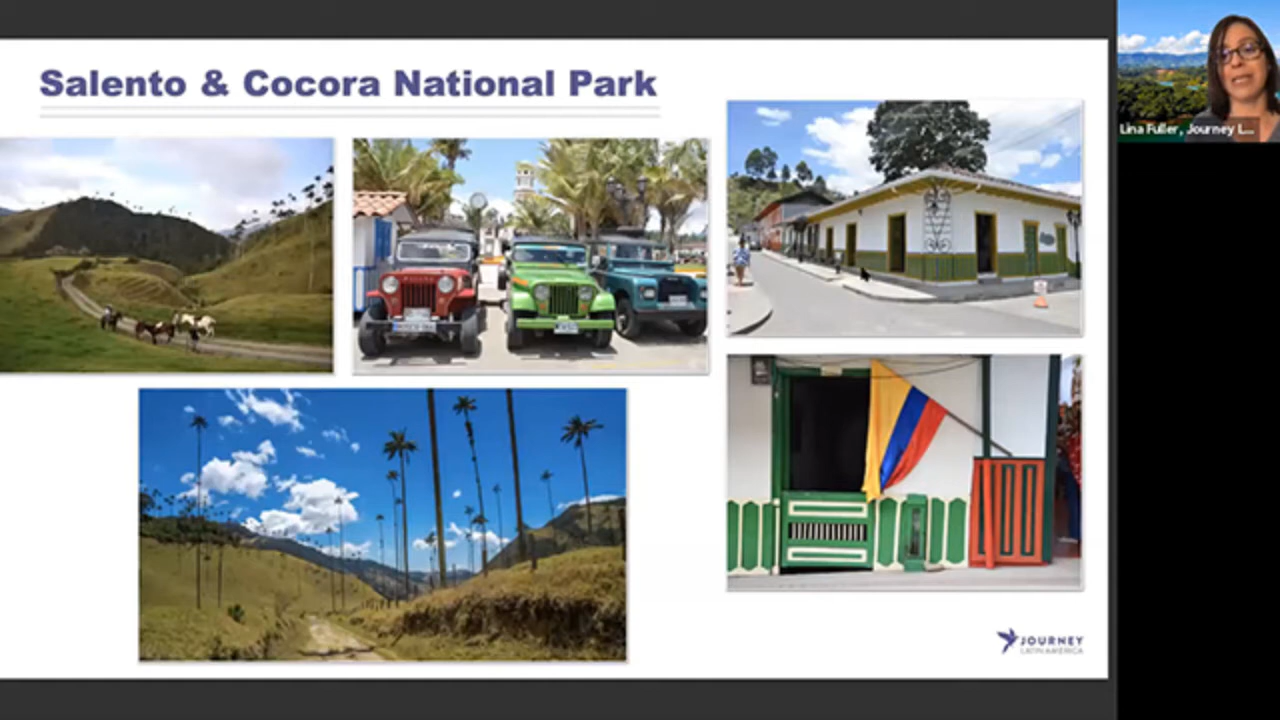 Salento & Cocora National Park
Lina Fuller, Journey L...
JOURNEY
LATIN AMERICA